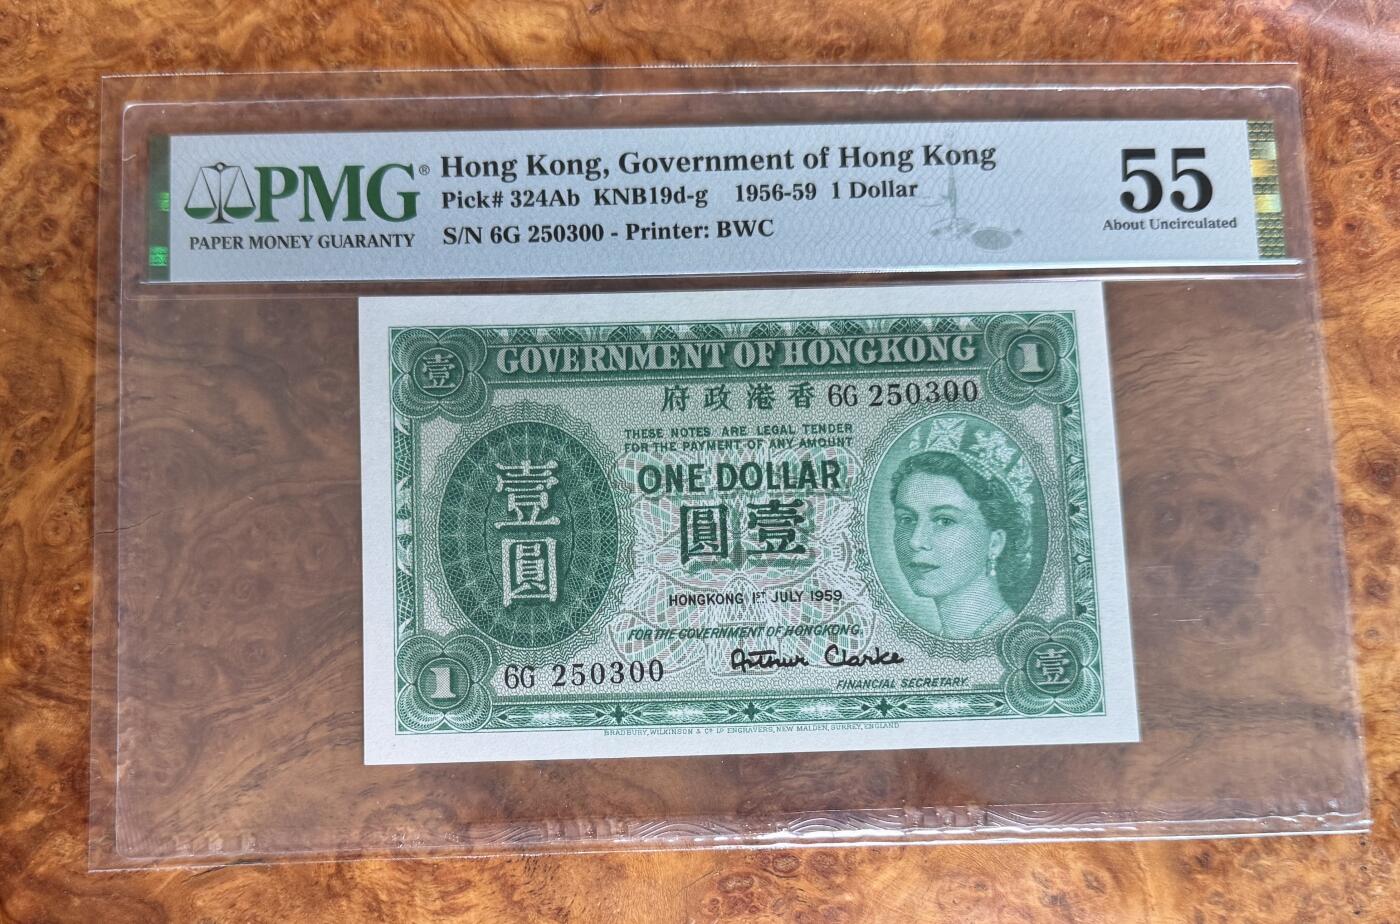 PMG®
PAPER MONEY GUARANTY
Hong Kong, Government of Hong Kong
Pick# 324Ab KNB19d-g 1956-59 1 Dollar
S/N 6G 250300 - Printer: BWC
55
About Uncirculated
壹
GOVERNMENT OF HONGKONG
1
府政港香 6G 250300
THESE NOTES ARE LEGAL TENDER
FOR THE PAYMENT OF ANY AMOUNT
ONE DOLLAR
圓壹
壹圓
HONGKONG 1ST JULY 1959
FOR THE GOVERNMENT OF HONGKONG.
Arthur Clarke
FINANCIAL SECRETARY.
1
6G 250300
壹
BRADBURY, WILKINSON & Co Ld ENGRAVERS, NEW MALDEN, SURREY, ENGLAND